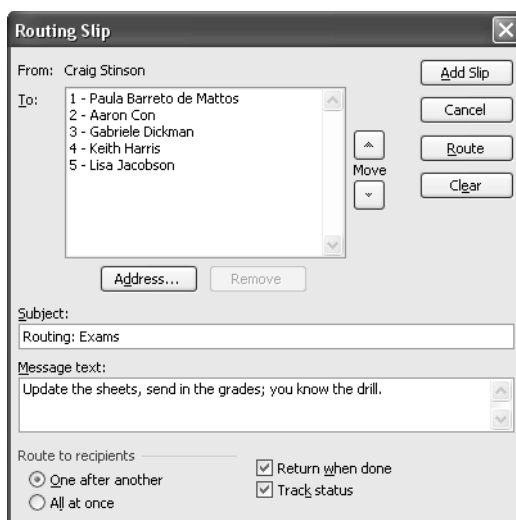 Routing Slip
From: Craig Stinson
To:
1 - Paula Barreto de Mattos
2 - Aaron Con
3 - Gabriele Dickman
4 - Keith Harris
5 - Lisa Jacobson
Move
Add Slip
Cancel
Route
Clear
Address...
Remove
Subject:
Routing: Exams
Message text:
Update the sheets, send in the grades; you know the drill.
Route to recipients
One after another
All at once
Return when done
Track status